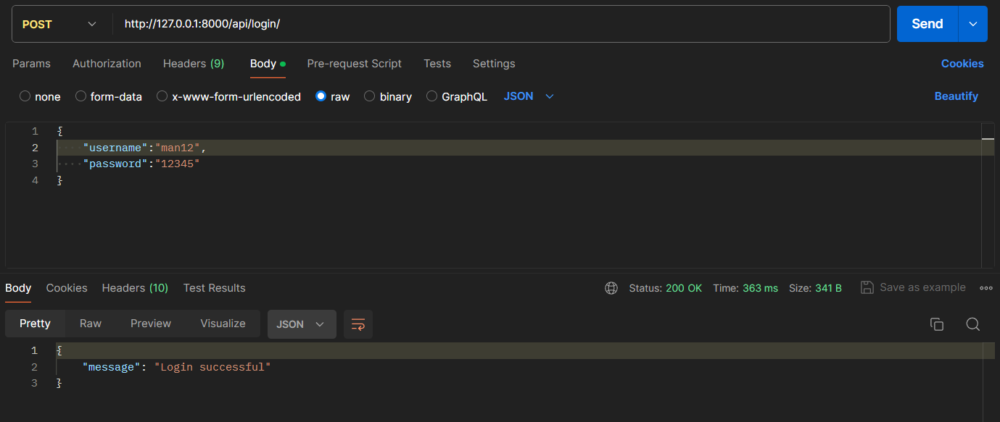 POST http://127.0.0.1:8000/api/login/ Send
Params Authorization Headers (9) Body Pre-request Script Tests Settings Cookies
none form-data x-www-form-urlencoded raw binary GraphQL JSON Beautify
1 {
2 "username":"man12",
3 "password":"12345"
4 }
Body Cookies Headers (10) Test Results Status: 200 OK Time: 363 ms Size: 341 B Save as example
Pretty Raw Preview Visualize JSON
1 {
2 "message": "Login successful"
3 }